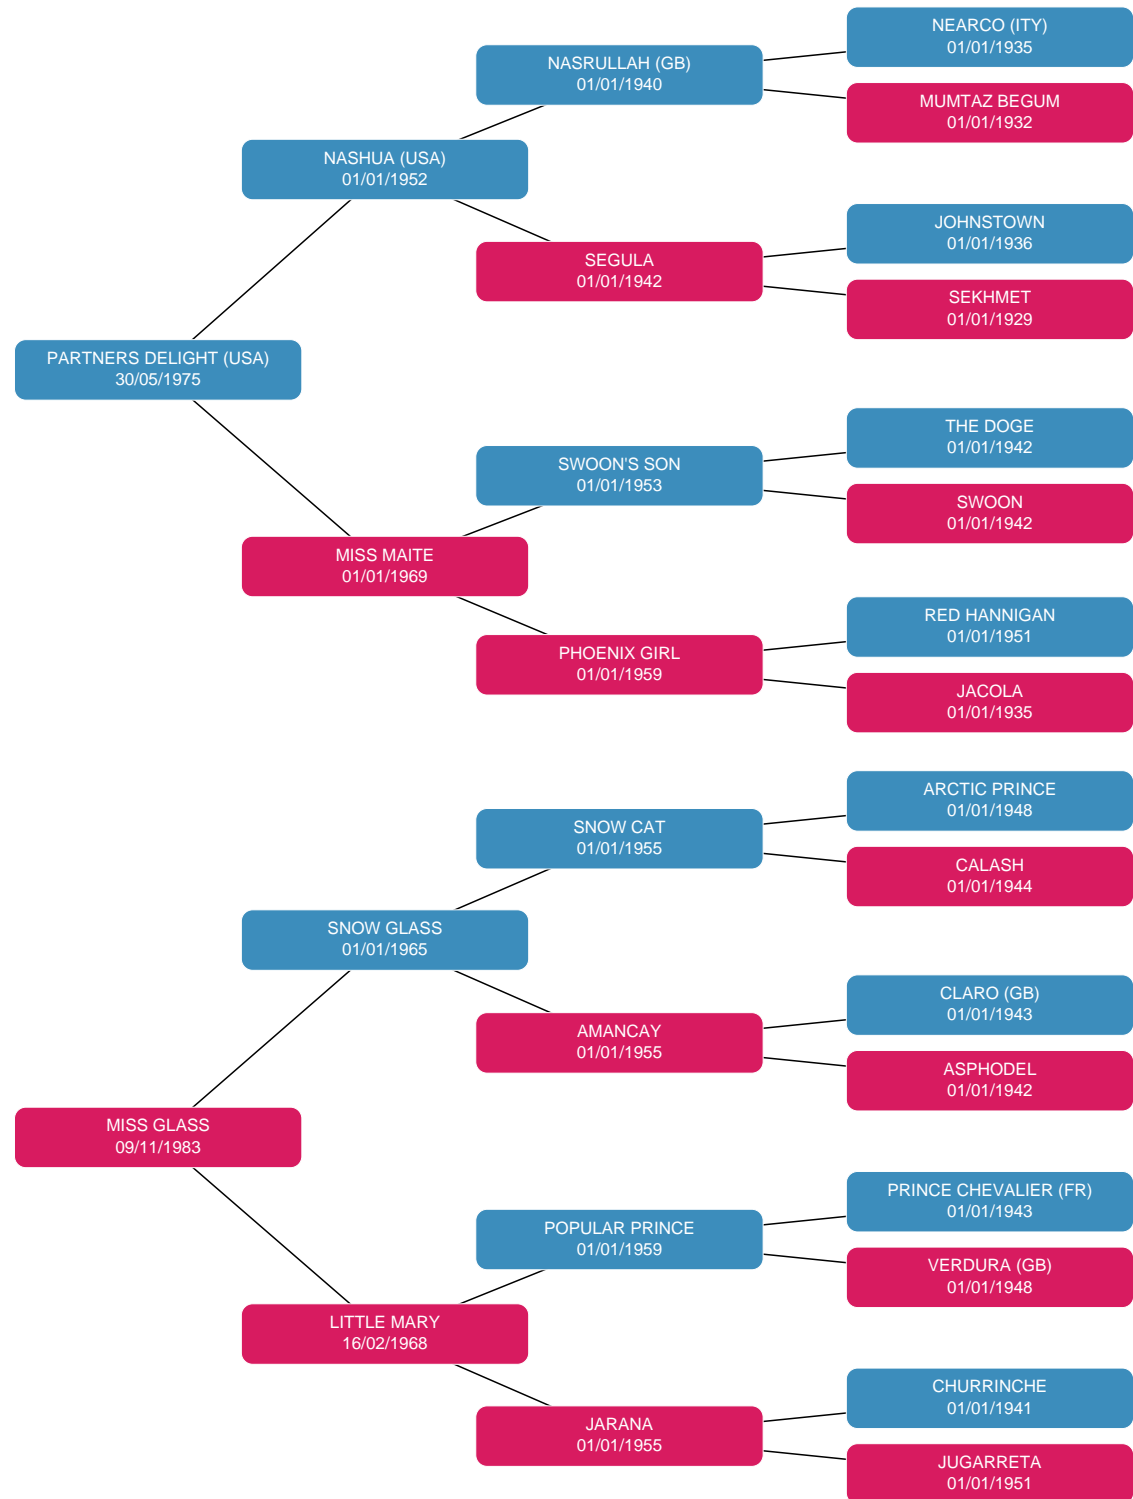 NEARCO (ITY)
01/01/1935
NASRULLAH (GB)
01/01/1940
MUMTAZ BEGUM
01/01/1932
NASHUA (USA)
01/01/1952
JOHNSTOWN
01/01/1936
SEGULA
01/01/1942
SEKHMET
01/01/1929
PARTNERS DELIGHT (USA)
30/05/1975
THE DOGE
01/01/1942
SWOON'S SON
01/01/1953
SWOON
01/01/1942
MISS MAITE
01/01/1969
RED HANNIGAN
01/01/1951
PHOENIX GIRL
01/01/1959
JACOLA
01/01/1935
ARCTIC PRINCE
01/01/1948
SNOW CAT
01/01/1955
CALASH
01/01/1944
SNOW GLASS
01/01/1965
CLARO (GB)
01/01/1943
AMANCAY
01/01/1955
ASPHODEL
01/01/1942
MISS GLASS
09/11/1983
PRINCE CHEVALIER (FR)
01/01/1943
POPULAR PRINCE
01/01/1959
VERDURA (GB)
01/01/1948
LITTLE MARY
16/02/1968
CHURRINCHE
01/01/1941
JARANA
01/01/1955
JUGARRETA
01/01/1951